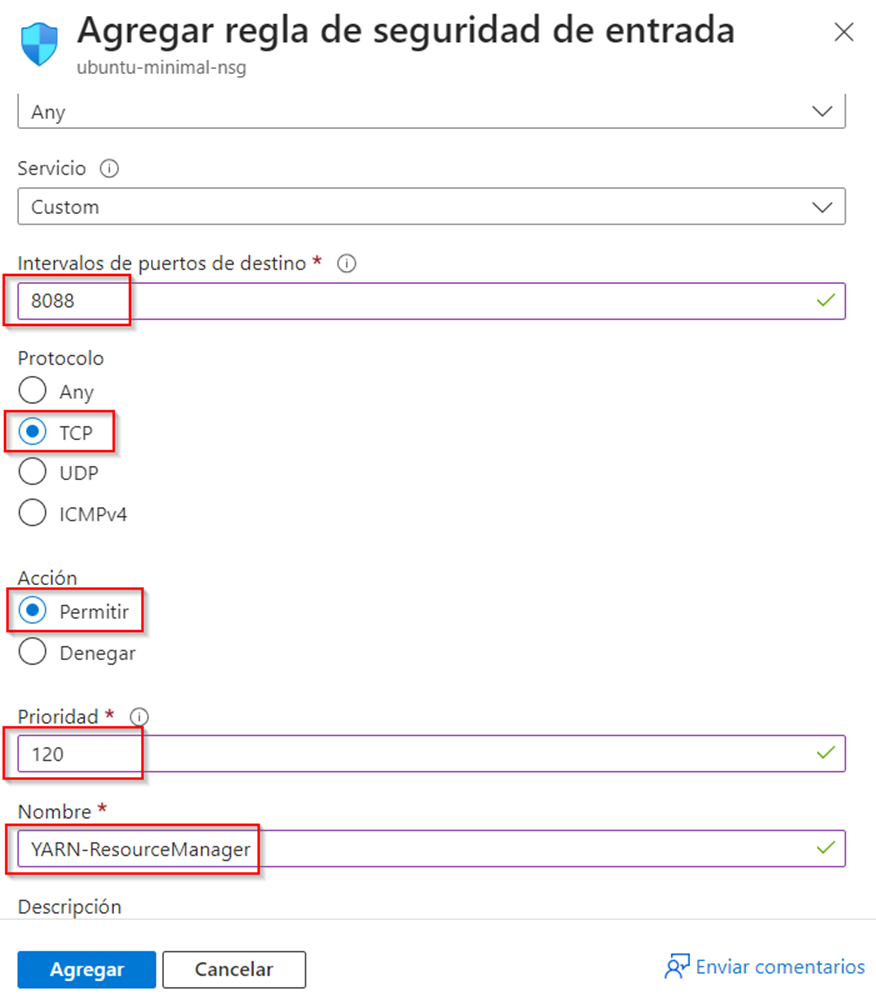 Agregar regla de seguridad de entrada
ubuntu-minimal-nsg
Any
Servicio
Custom
Intervalos de puertos de destino *
8088
Protocolo
Any
TCP
UDP
ICMPv4
Acción
Permitir
Denegar
Prioridad *
120
Nombre *
YARN-ResourceManager
Descripción
Agregar Cancelar Enviar comentarios